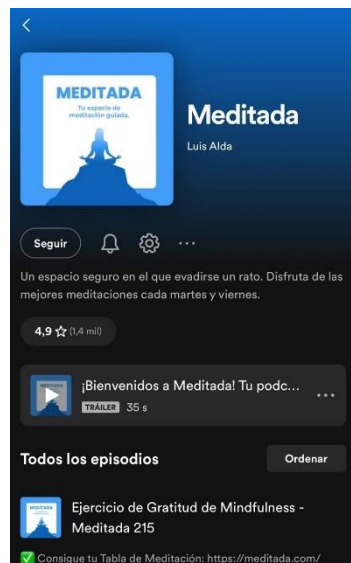 MEDITADA
Tu espacio de
meditación guiada.
Meditada
Luis Alda
Seguir
Un espacio seguro en el que evadirse un rato. Disfruta de las
mejores meditaciones cada martes y viernes.
4,9 (1,4 mil)
MEDITADA
¡Bienvenidos a Meditada! Tu podc...
TRÁILER 35 s
Todos los episodios
Ordenar
MEDITADA
Ejercicio de Gratitud de Mindfulness -
Meditada 215
✅ Consigue tu Tabla de Meditación: https://meditada.com/